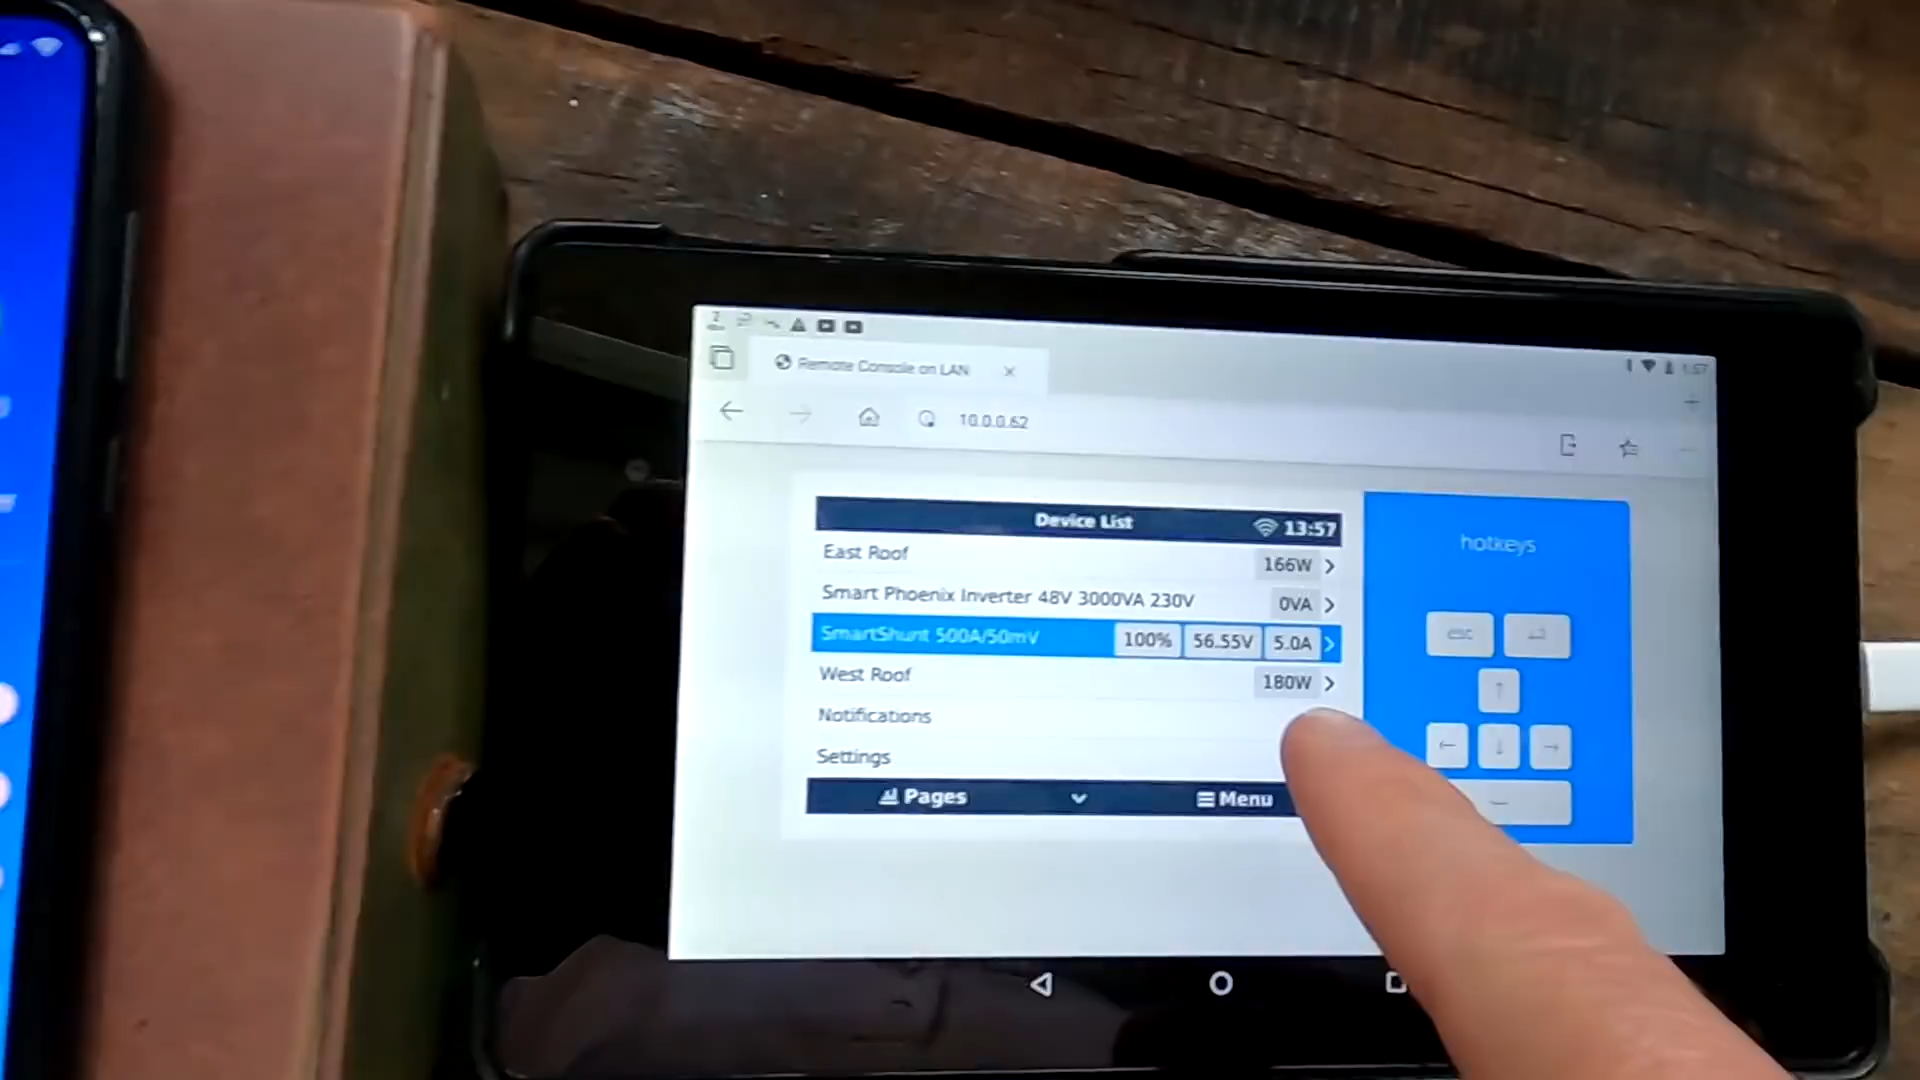 Remote Console on LAN
1:57
10.0.0.62
Device List
13:57
East Roof
166W
Smart Phoenix Inverter 48V 3000VA 230V
0VA
SmartShunt 500A/50mV
100%
56.55V
5.0A
West Roof
180W
Notifications
Settings
Pages
Menu
hotkeys
esc